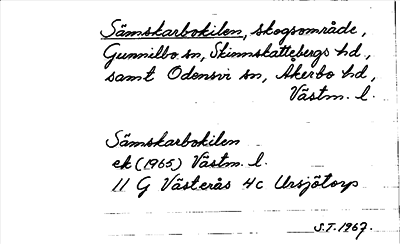 Sämskarbokilen, skogsområde,
Gunnilbo sn, Skinnskattebergs hd,
samt Odensvi sn, Åkerbo hd,
Västm. l.
Sämskarbokilen
ek (1965) Västm. l.
11 G Västerås 4c Ursjötorp
S.T. 1967.